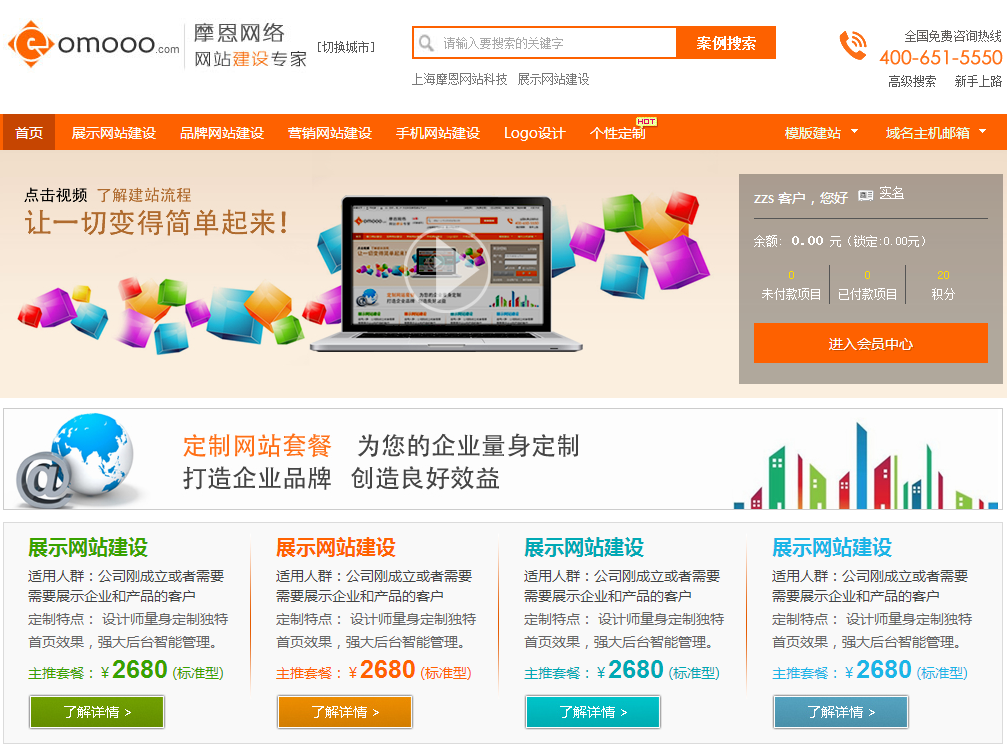 eomooo.com
摩恩网络
网站建设专家
[切换城市]
请输入要搜索的关键字
案例搜索
上海摩恩网站科技 展示网站建设
全国免费咨询热线
400-651-5550
高级搜索 新手上路
首页 展示网站建设 品牌网站建设 营销网站建设 手机网站建设 Logo设计 个性定制 HOT 模版建站 域名主机邮箱
点击视频 了解建站流程
让一切变得简单起来!
zzs 客户，您好 实名
余额: 0.00 元 (锁定:0.00元)
0 0 20
未付款项目 已付款项目 积分
进入会员中心
定制网站套餐 为您的企业量身定制
打造企业品牌 创造良好效益
展示网站建设
适用人群：公司刚成立或者需要
需要展示企业和产品的客户
定制特点： 设计师量身定制独特
首页效果，强大后台智能管理。
主推套餐：¥2680 (标准型)
了解详情 >
展示网站建设
适用人群：公司刚成立或者需要
需要展示企业和产品的客户
定制特点： 设计师量身定制独特
首页效果，强大后台智能管理。
主推套餐：¥2680 (标准型)
了解详情 >
展示网站建设
适用人群：公司刚成立或者需要
需要展示企业和产品的客户
定制特点： 设计师量身定制独特
首页效果，强大后台智能管理。
主推套餐：¥2680 (标准型)
了解详情 >
展示网站建设
适用人群：公司刚成立或者需要
需要展示企业和产品的客户
定制特点： 设计师量身定制独特
首页效果，强大后台智能管理。
主推套餐：¥2680 (标准型)
了解详情 >